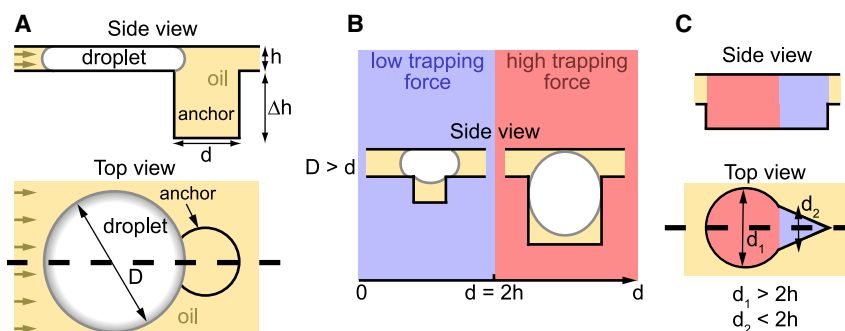 A
Side view
droplet
h
oil
anchor
Δh
d
Top view
anchor
droplet
D
oil
B
low trapping
force
high trapping
force
Side view
D > d
0
d = 2h
d
C
Side view
Top view
d₂
d₁
d₁ > 2h
d₂ < 2h